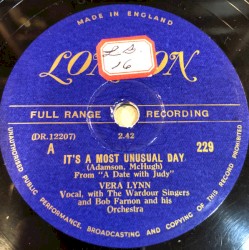 MADE IN ENGLAND
LONDON
L.B.
16
FULL RANGE RECORDING
(DR.12207)
2.42
A
229
IT'S A MOST UNUSUAL DAY
(Adamson, McHugh)
From "A Date with Judy"
VERA LYNN
Vocal, with The Wardour Singers
and Bob Farnon and his
Orchestra
UNAUTHORISED PUBLIC PERFORMANCE, BROADCASTING AND COPYING OF THIS RECORD